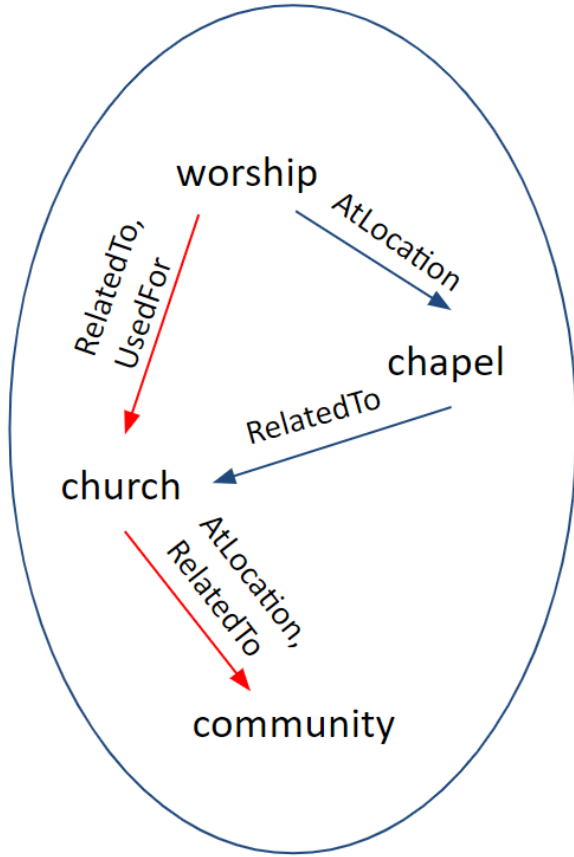 worship
AtLocation
RelatedTo,
UsedFor
chapel
RelatedTo
church
AtLocation,
RelatedTo
community